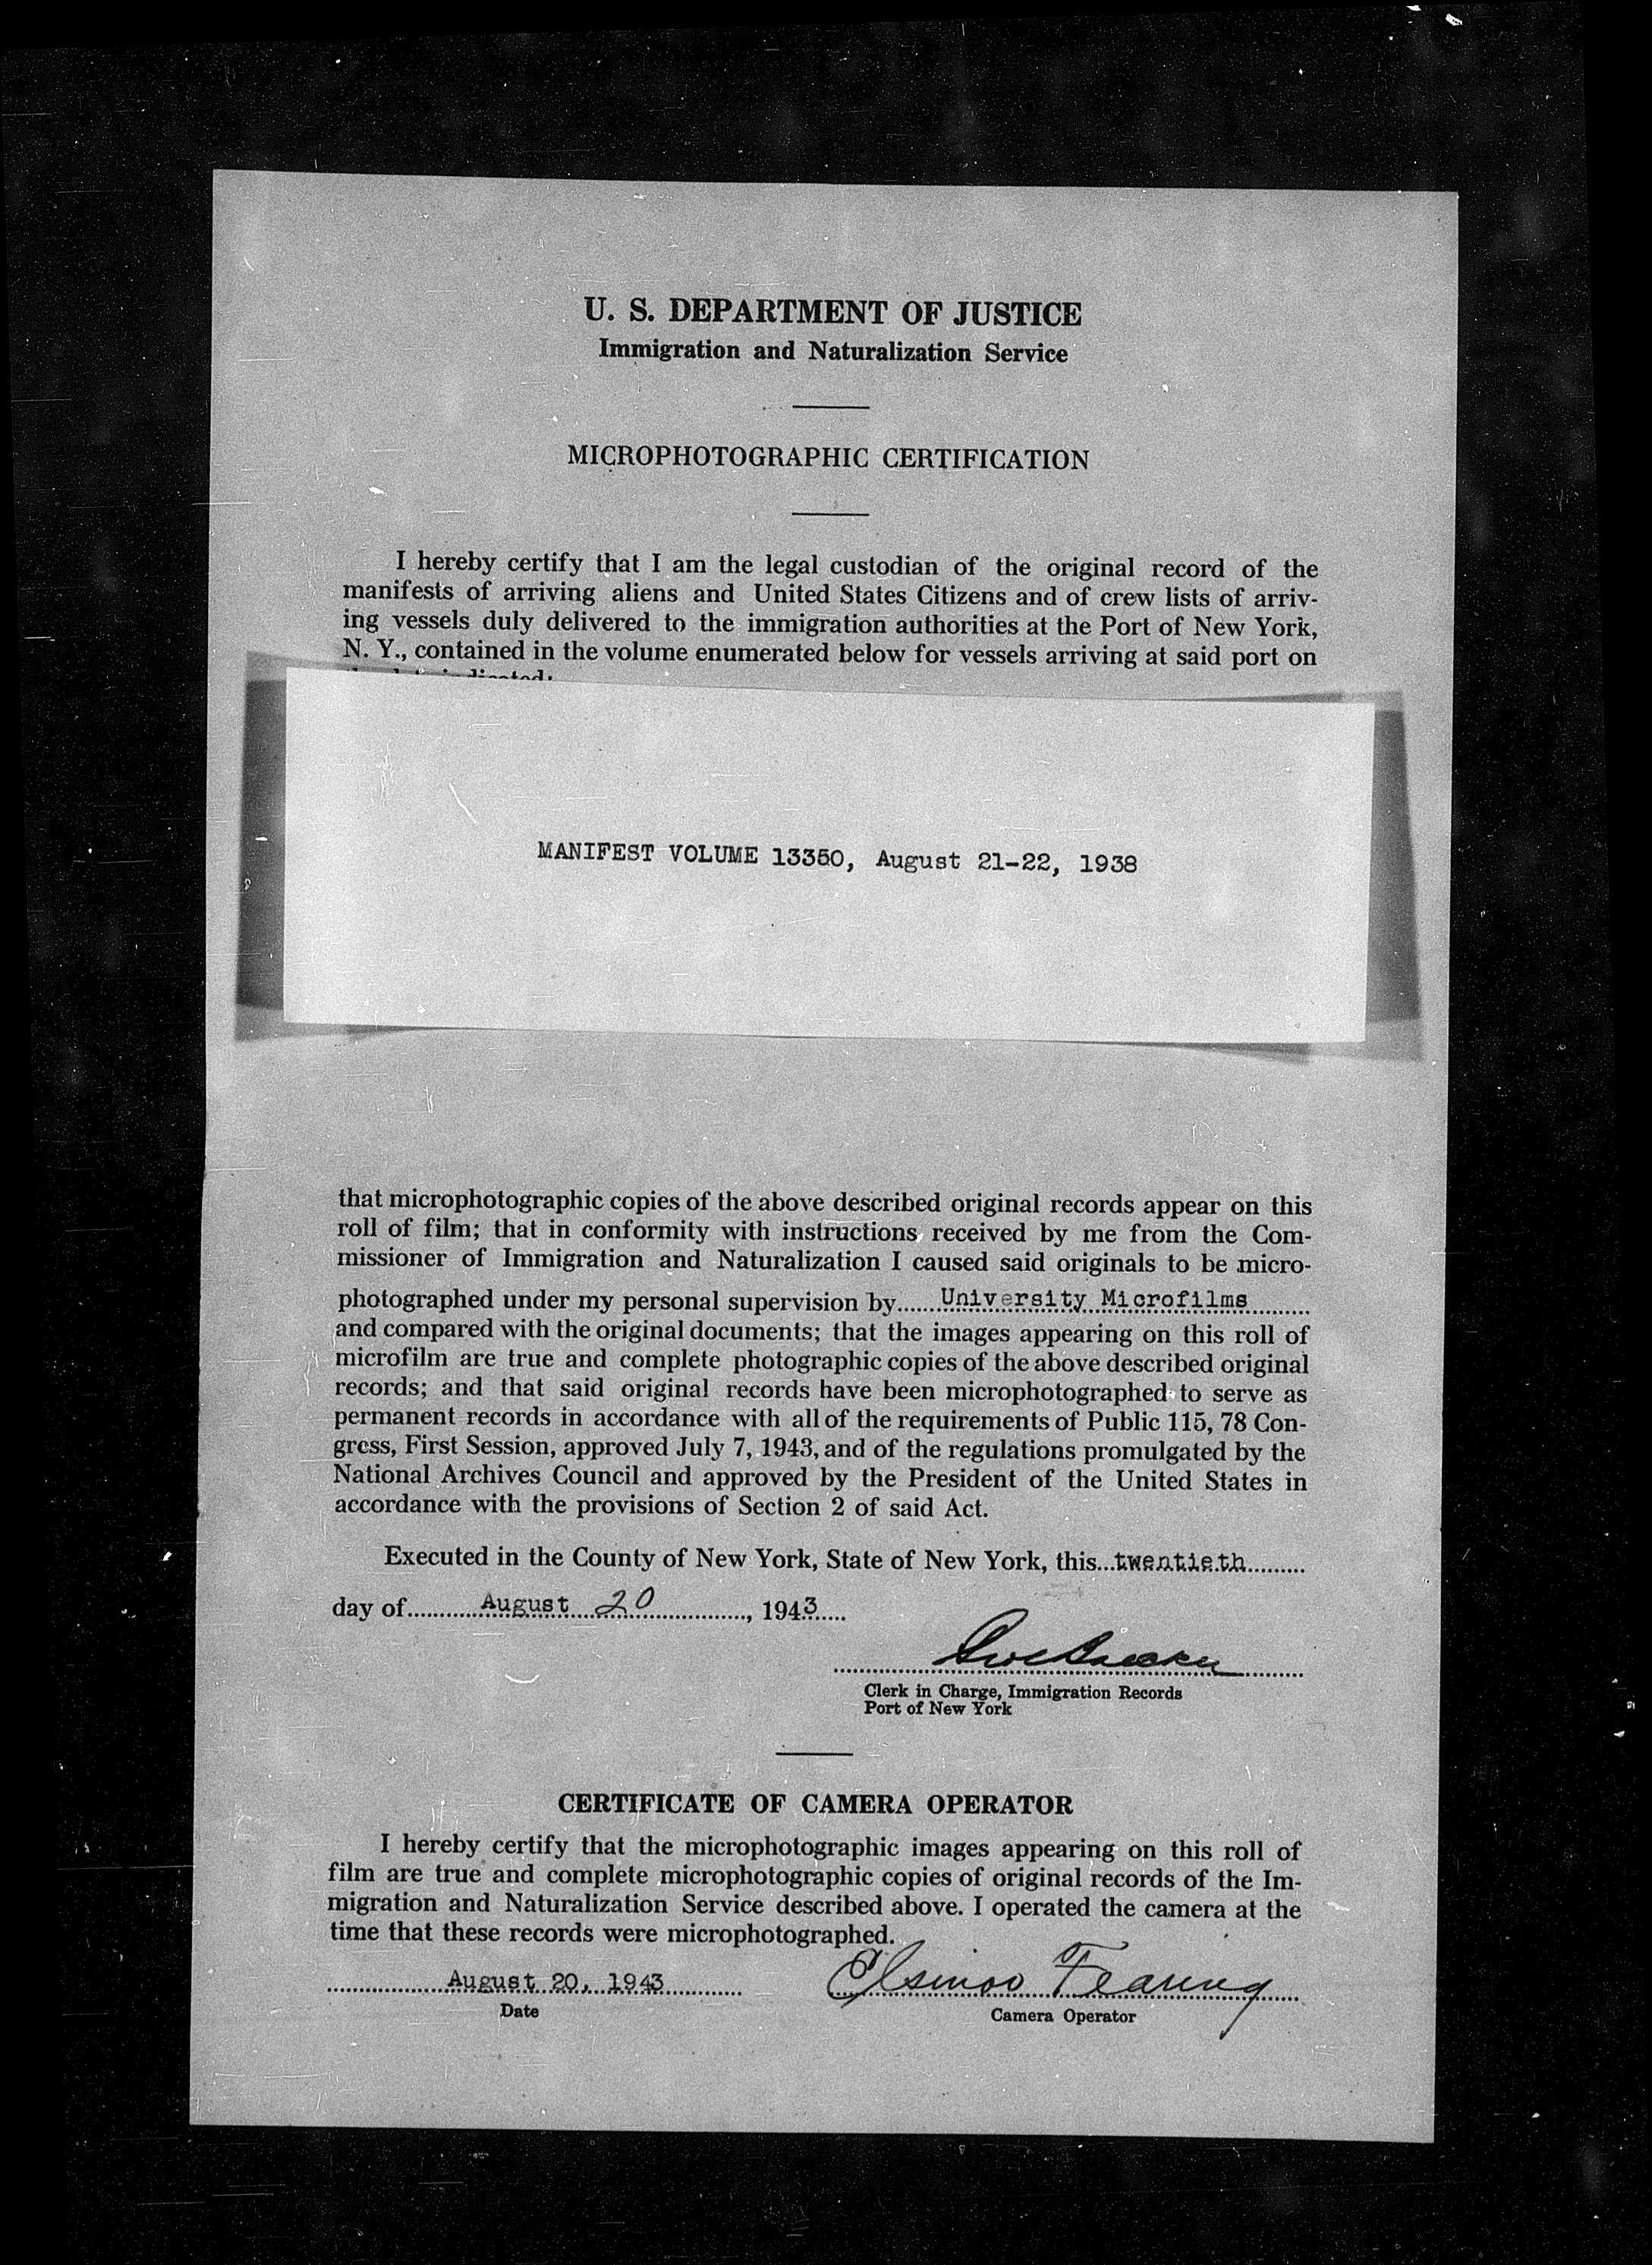 U. S. DEPARTMENT OF JUSTICE
Immigration and Naturalization Service
MICROPHOTOGRAPHIC CERTIFICATION
I hereby certify that I am the legal custodian of the original record of the
manifests of arriving aliens and United States Citizens and of crew lists of arriv-
ing vessels duly delivered to the immigration authorities at the Port of New York,
N. Y., contained in the volume enumerated below for vessels arriving at said port on
MANIFEST VOLUME 13350, August 21-22, 1938
that microphotographic copies of the above described original records appear on this
roll of film; that in conformity with instructions received by me from the Com-
missioner of Immigration and Naturalization I caused said originals to be micro-
photographed under my personal supervision by University Microfilms
and compared with the original documents; that the images appearing on this roll of
microfilm are true and complete photographic copies of the above described original
records; and that said original records have been microphotographed to serve as
permanent records in accordance with all of the requirements of Public 115, 78 Con-
gress, First Session, approved July 7, 1943, and of the regulations promulgated by the
National Archives Council and approved by the President of the United States in
accordance with the provisions of Section 2 of said Act.
Executed in the County of New York, State of New York, this twentieth
day of August 20, 1943
Clerk in Charge, Immigration Records
Port of New York
CERTIFICATE OF CAMERA OPERATOR
I hereby certify that the microphotographic images appearing on this roll of
film are true and complete microphotographic copies of original records of the Im-
migration and Naturalization Service described above. I operated the camera at the
time that these records were microphotographed.
August 20, 1943 Fearing
Date
Camera Operator